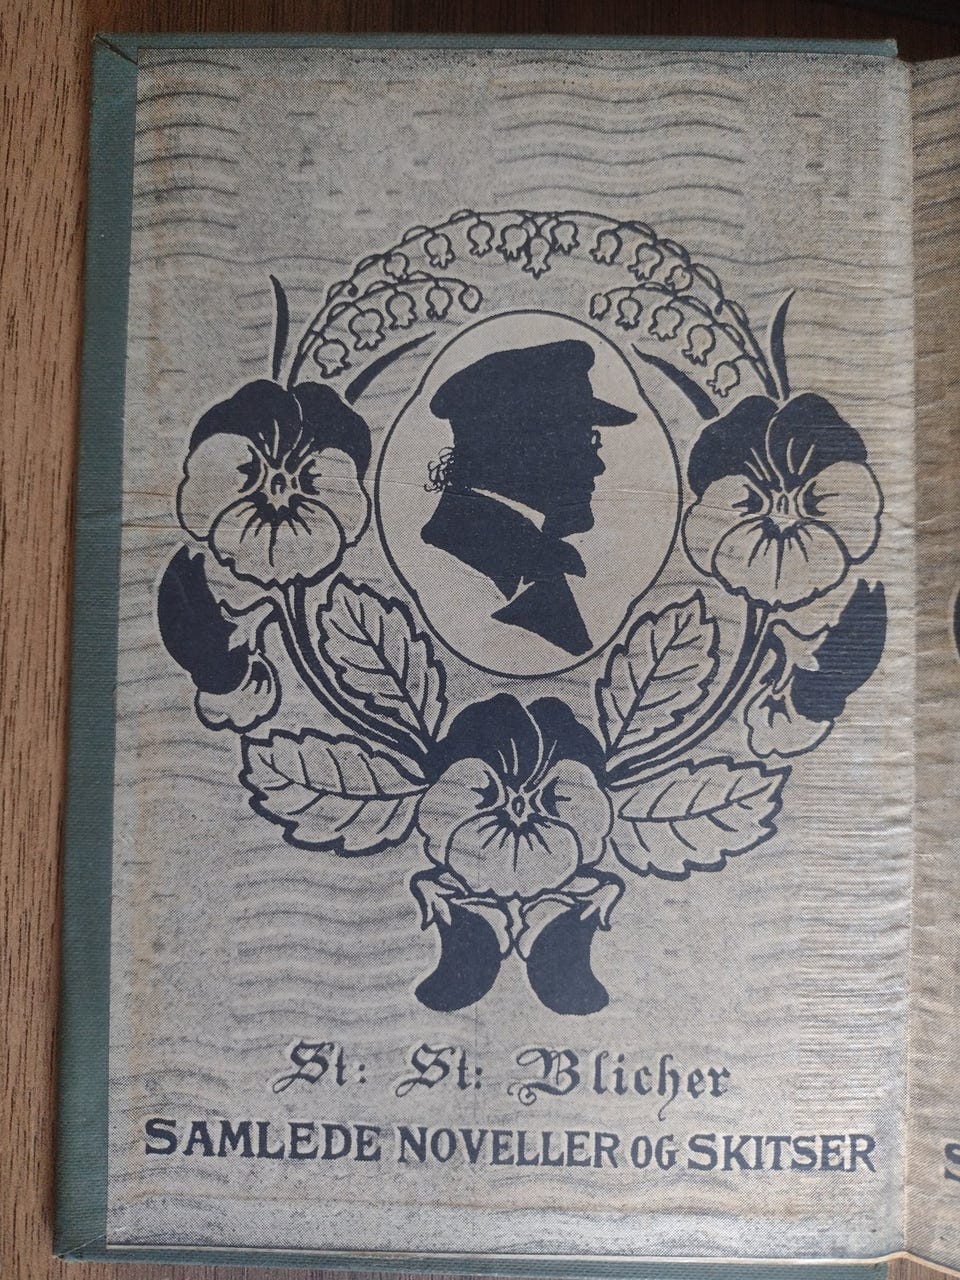 St: St: Blicher
SAMLEDE NOVELLER OG SKITSER